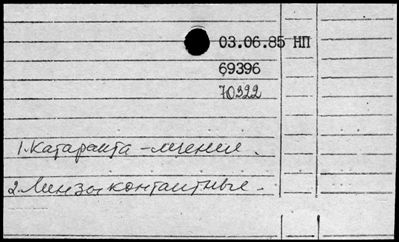 03.06.85 НП
69396
70322
1. Катаракта - лечение.
2. Линзы контактные.